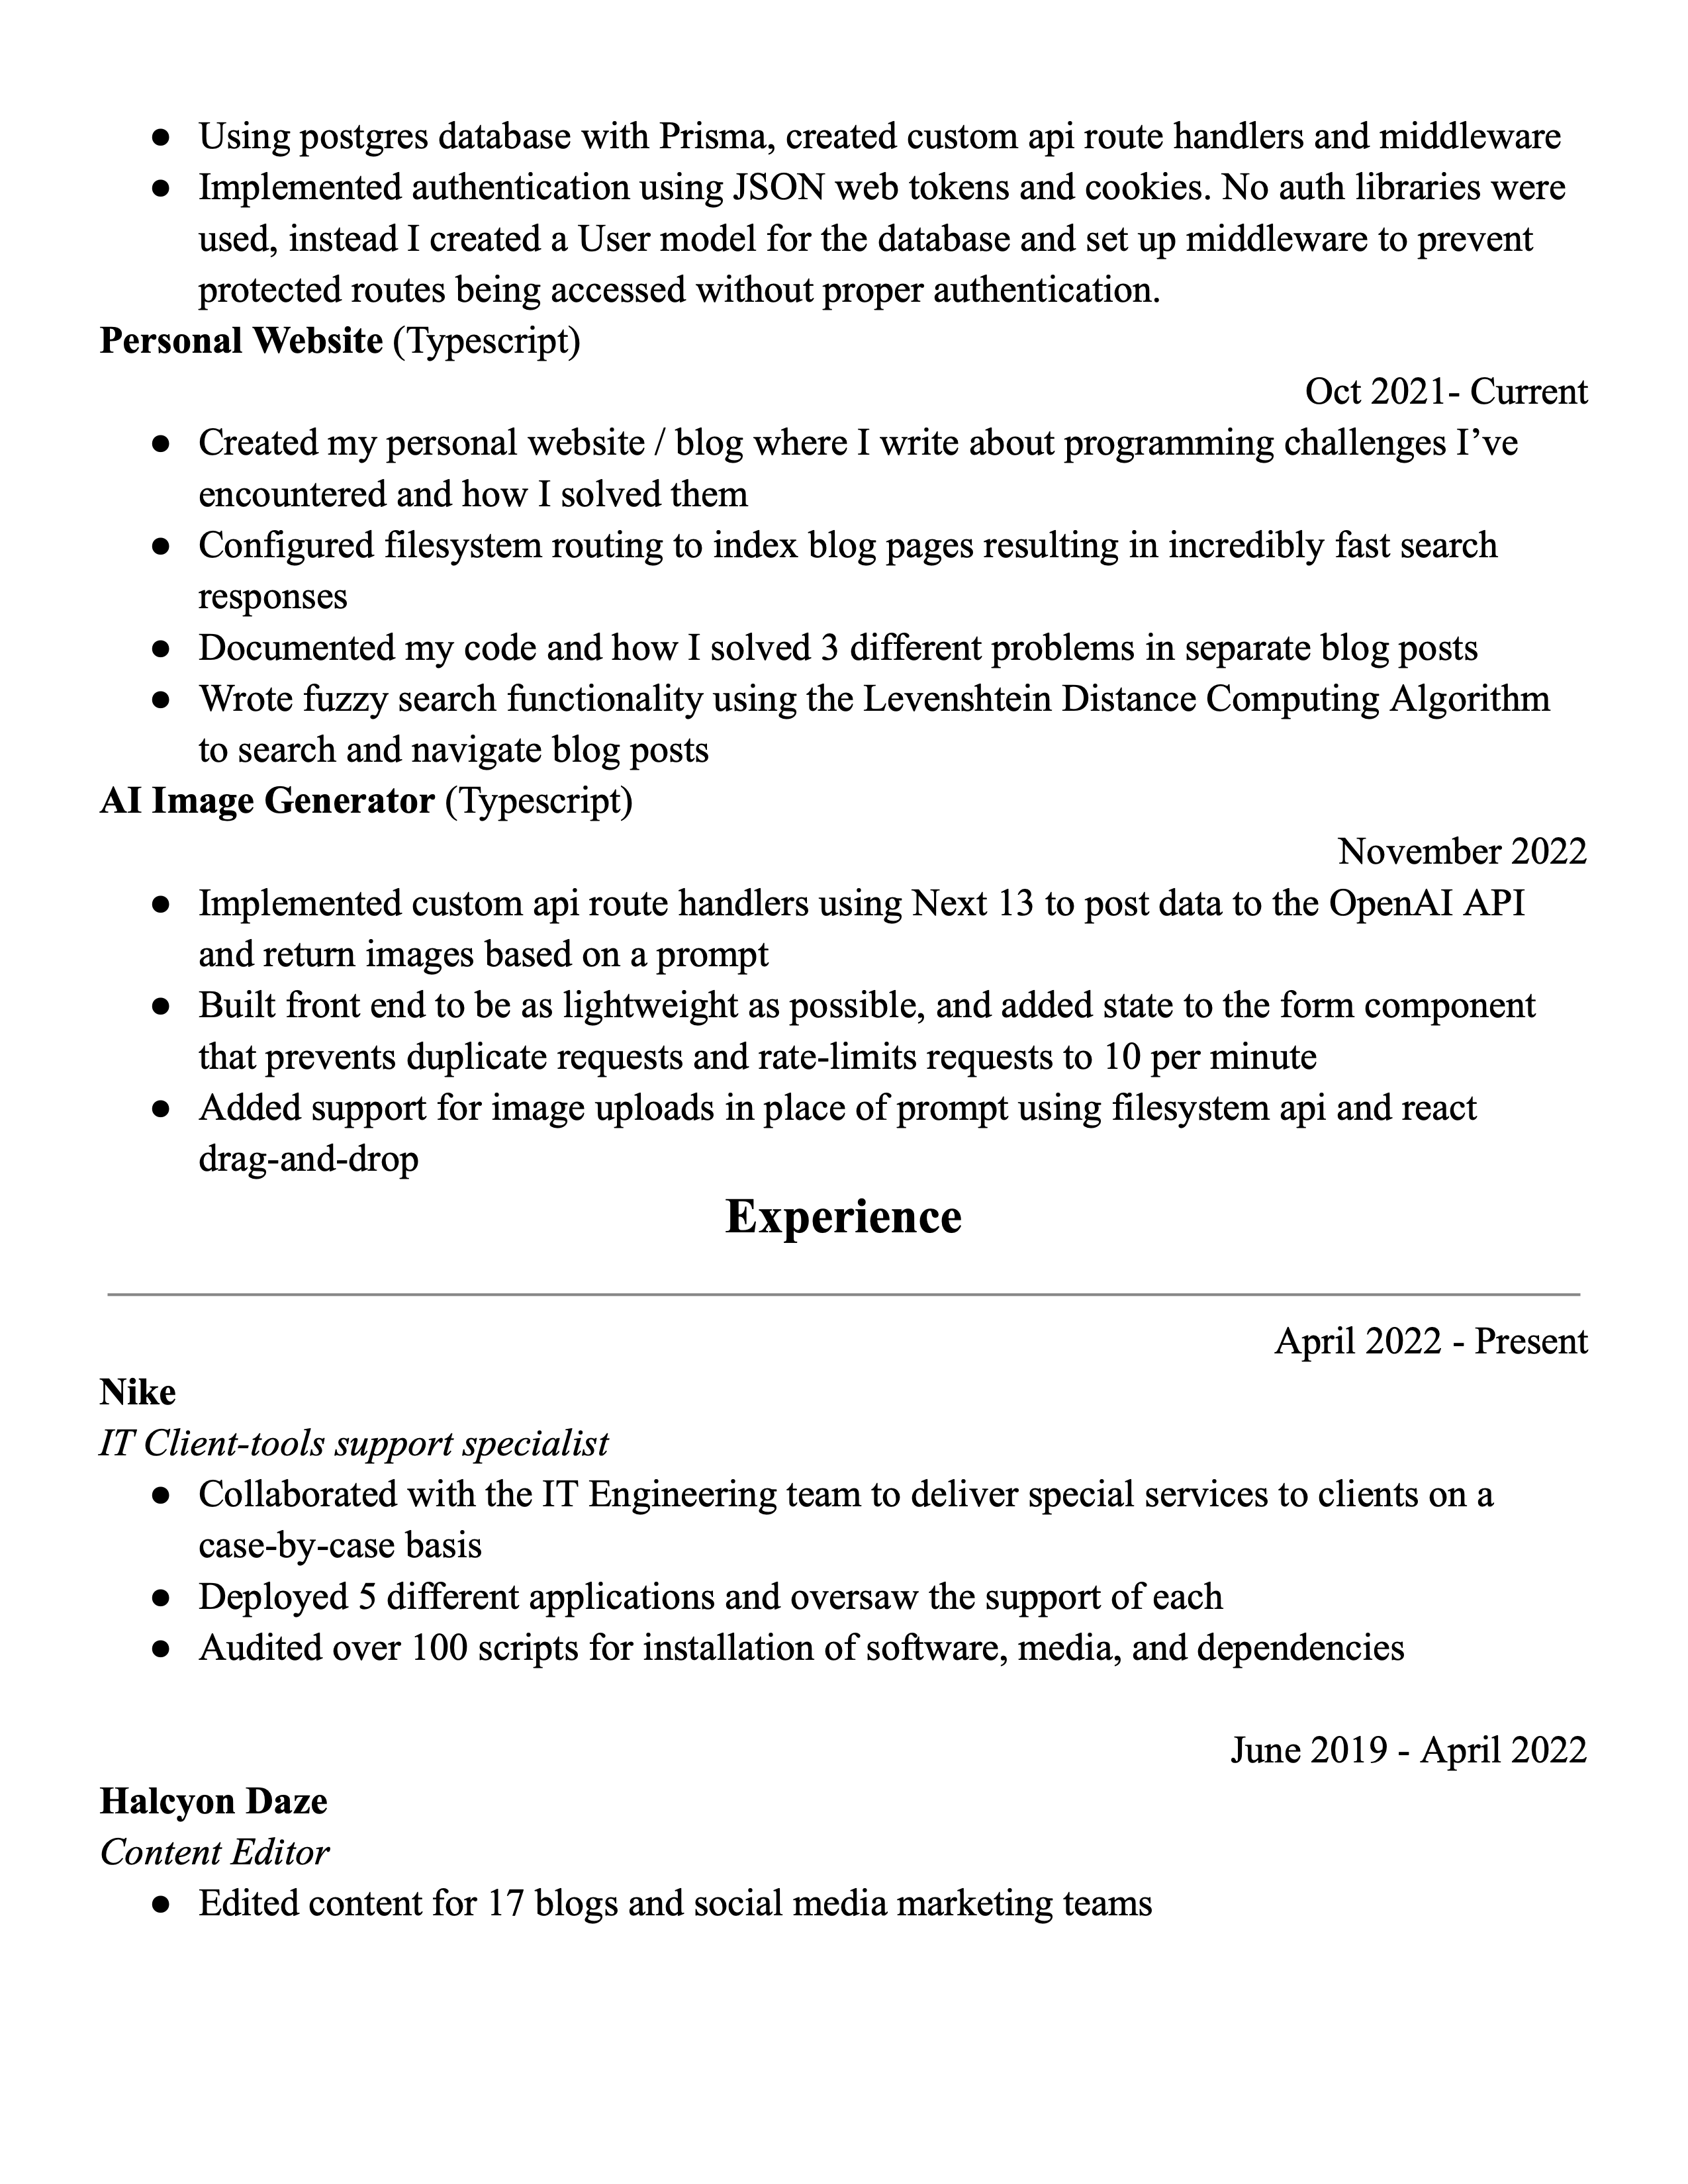 ● Using postgres database with Prisma, created custom api route handlers and middleware
● Implemented authentication using JSON web tokens and cookies. No auth libraries were
used, instead I created a User model for the database and set up middleware to prevent
protected routes being accessed without proper authentication.
Personal Website (Typescript)
Oct 2021- Current
● Created my personal website / blog where I write about programming challenges I’ve
encountered and how I solved them
● Configured filesystem routing to index blog pages resulting in incredibly fast search
responses
● Documented my code and how I solved 3 different problems in separate blog posts
● Wrote fuzzy search functionality using the Levenshtein Distance Computing Algorithm
to search and navigate blog posts
AI Image Generator (Typescript)
November 2022
● Implemented custom api route handlers using Next 13 to post data to the OpenAI API
and return images based on a prompt
● Built front end to be as lightweight as possible, and added state to the form component
that prevents duplicate requests and rate-limits requests to 10 per minute
● Added support for image uploads in place of prompt using filesystem api and react
drag-and-drop
Experience
April 2022 - Present
Nike
IT Client-tools support specialist
● Collaborated with the IT Engineering team to deliver special services to clients on a
case-by-case basis
● Deployed 5 different applications and oversaw the support of each
● Audited over 100 scripts for installation of software, media, and dependencies
June 2019 - April 2022
Halcyon Daze
Content Editor
● Edited content for 17 blogs and social media marketing teams